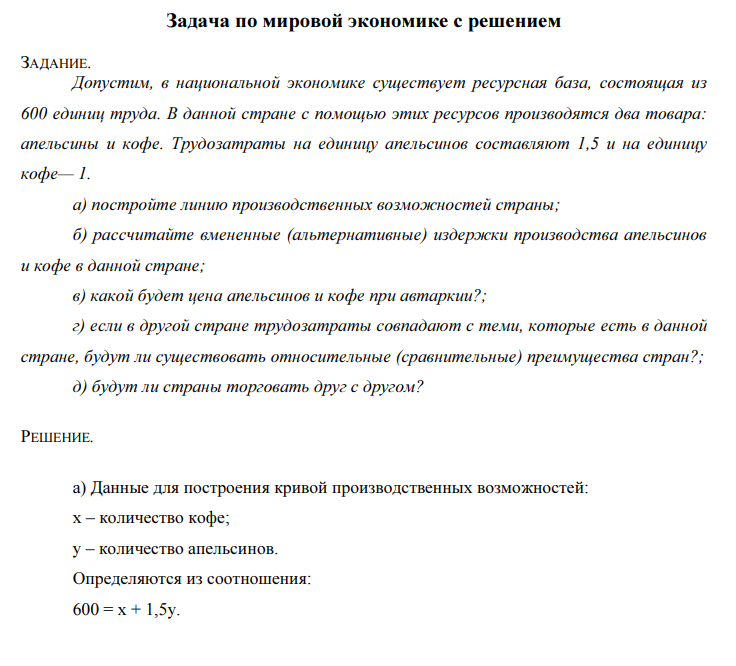 Задача по мировой экономике с решением
ЗАДАНИЕ.
Допустим, в национальной экономике существует ресурсная база, состоящая из
600 единиц труда. В данной стране с помощью этих ресурсов производятся два товара:
апельсины и кофе. Трудозатраты на единицу апельсинов составляют 1,5 и на единицу
кофе— 1.
а) постройте линию производственных возможностей страны;
б) рассчитайте вмененные (альтернативные) издержки производства апельсинов
и кофе в данной стране;
в) какой будет цена апельсинов и кофе при автаркии?;
г) если в другой стране трудозатраты совпадают с теми, которые есть в данной
стране, будут ли существовать относительные (сравнительные) преимущества стран?;
д) будут ли страны торговать друг с другом?
РЕШЕНИЕ.
а) Данные для построения кривой производственных возможностей:
х – количество кофе;
у – количество апельсинов.
Определяются из соотношения:
600 = х + 1,5у.